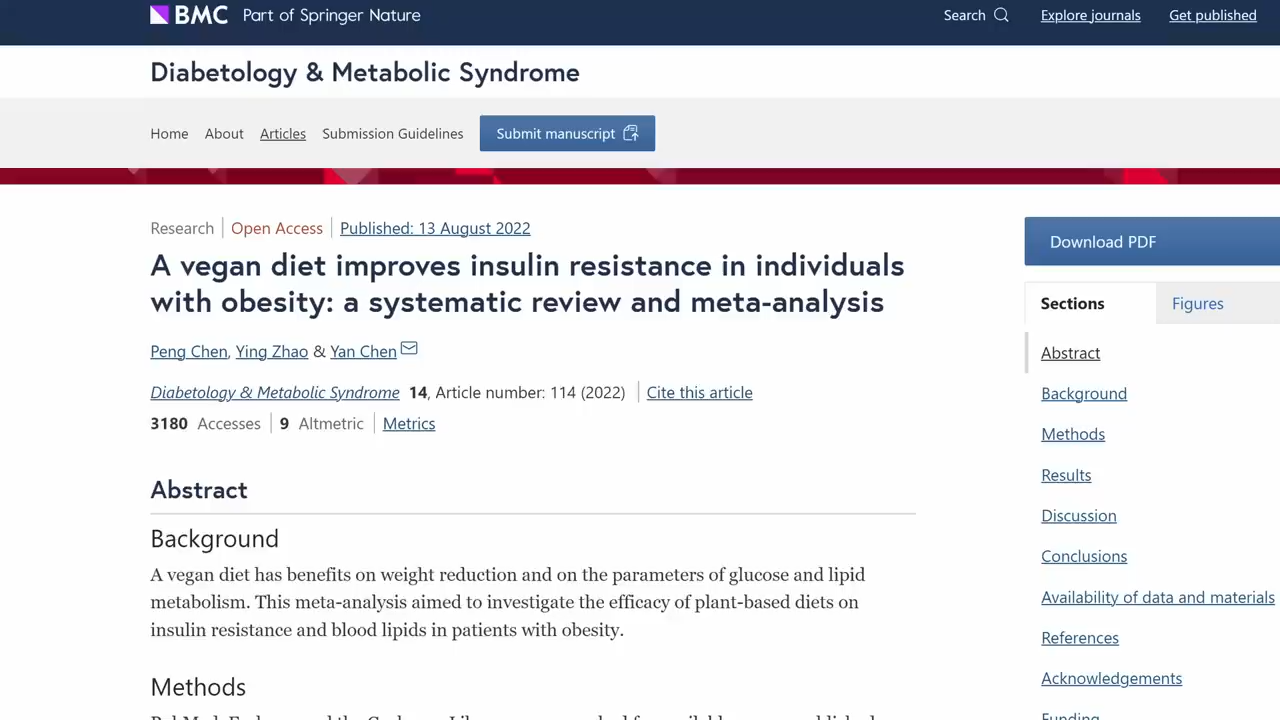 BMC Part of Springer Nature
Search
Explore journals
Get published
Diabetology & Metabolic Syndrome
Home About Articles Submission Guidelines Submit manuscript
Research Open Access Published: 13 August 2022
A vegan diet improves insulin resistance in individuals
with obesity: a systematic review and meta-analysis
Peng Chen, Ying Zhao & Yan Chen
Diabetology & Metabolic Syndrome 14, Article number: 114 (2022) Cite this article
3180 Accesses 9 Altmetric Metrics
Abstract
Background
A vegan diet has benefits on weight reduction and on the parameters of glucose and lipid
metabolism. This meta-analysis aimed to investigate the efficacy of plant-based diets on
insulin resistance and blood lipids in patients with obesity.
Methods
Download PDF
Sections Figures
Abstract
Background
Methods
Results
Discussion
Conclusions
Availability of data and materials
References
Acknowledgements
Funding